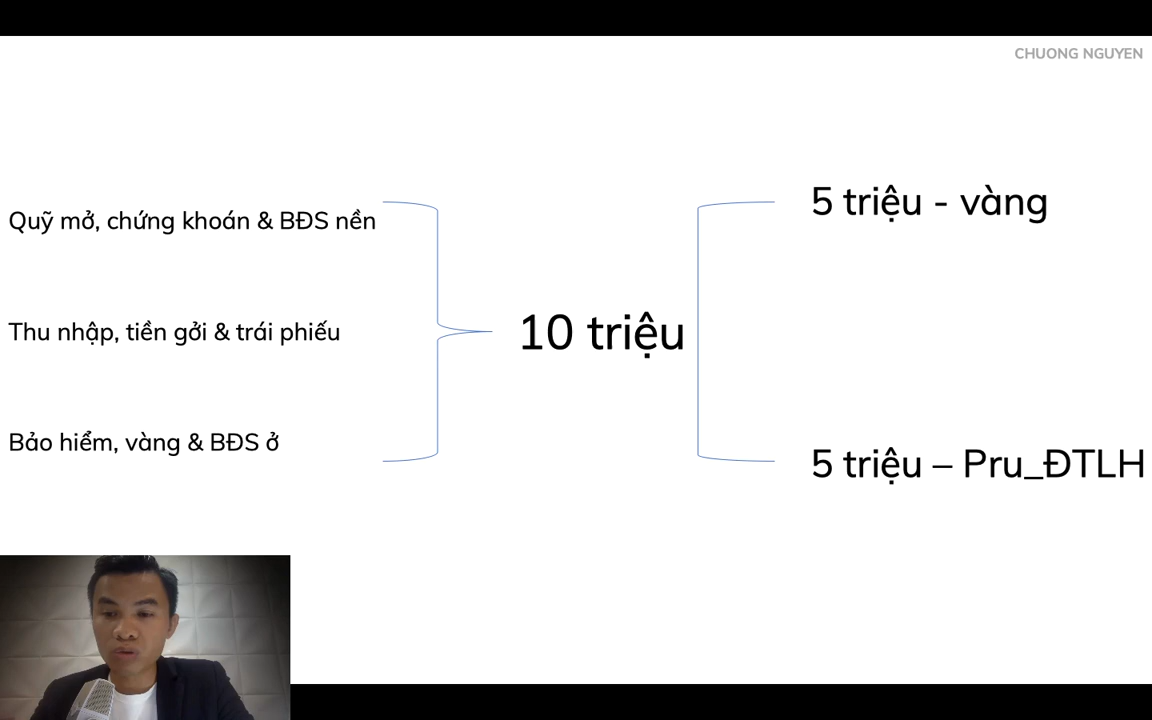 CHUONG NGUYEN
Quỹ mở, chứng khoán & BĐS nền
Thu nhập, tiền gởi & trái phiếu
Bảo hiểm, vàng & BĐS ở
10 triệu
5 triệu - vàng
5 triệu – Pru_ĐTLH